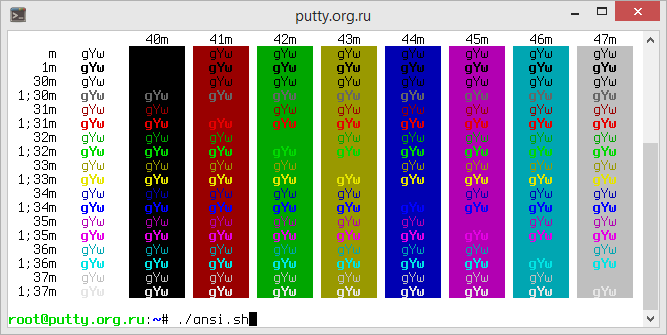 putty.org.ru
40m 41m 42m 43m 44m 45m 46m 47m
m gYw gYw gYw gYw gYw gYw gYw gYw
1m gYw gYw gYw gYw gYw gYw gYw gYw
30m gYw gYw gYw gYw gYw gYw gYw gYw
1;30m gYw gYw gYw gYw gYw gYw gYw gYw gYw
31m gYw gYw gYw gYw gYw gYw gYw gYw
1;31m gYw gYw gYw gYw gYw gYw gYw gYw gYw
32m gYw gYw gYw gYw gYw gYw gYw gYw
1;32m gYw gYw gYw gYw gYw gYw gYw gYw gYw
33m gYw gYw gYw gYw gYw gYw gYw gYw
1;33m gYw gYw gYw gYw gYw gYw gYw gYw gYw
34m gYw gYw gYw gYw gYw gYw gYw gYw
1;34m gYw gYw gYw gYw gYw gYw gYw gYw gYw
35m gYw gYw gYw gYw gYw gYw gYw gYw
1;35m gYw gYw gYw gYw gYw gYw gYw gYw gYw
36m gYw gYw gYw gYw gYw gYw gYw gYw
1;36m gYw gYw gYw gYw gYw gYw gYw gYw gYw
37m gYw gYw gYw gYw gYw gYw gYw gYw
1;37m gYw gYw gYw gYw gYw gYw gYw gYw gYw
root@putty.org.ru:~# ./ansi.sh